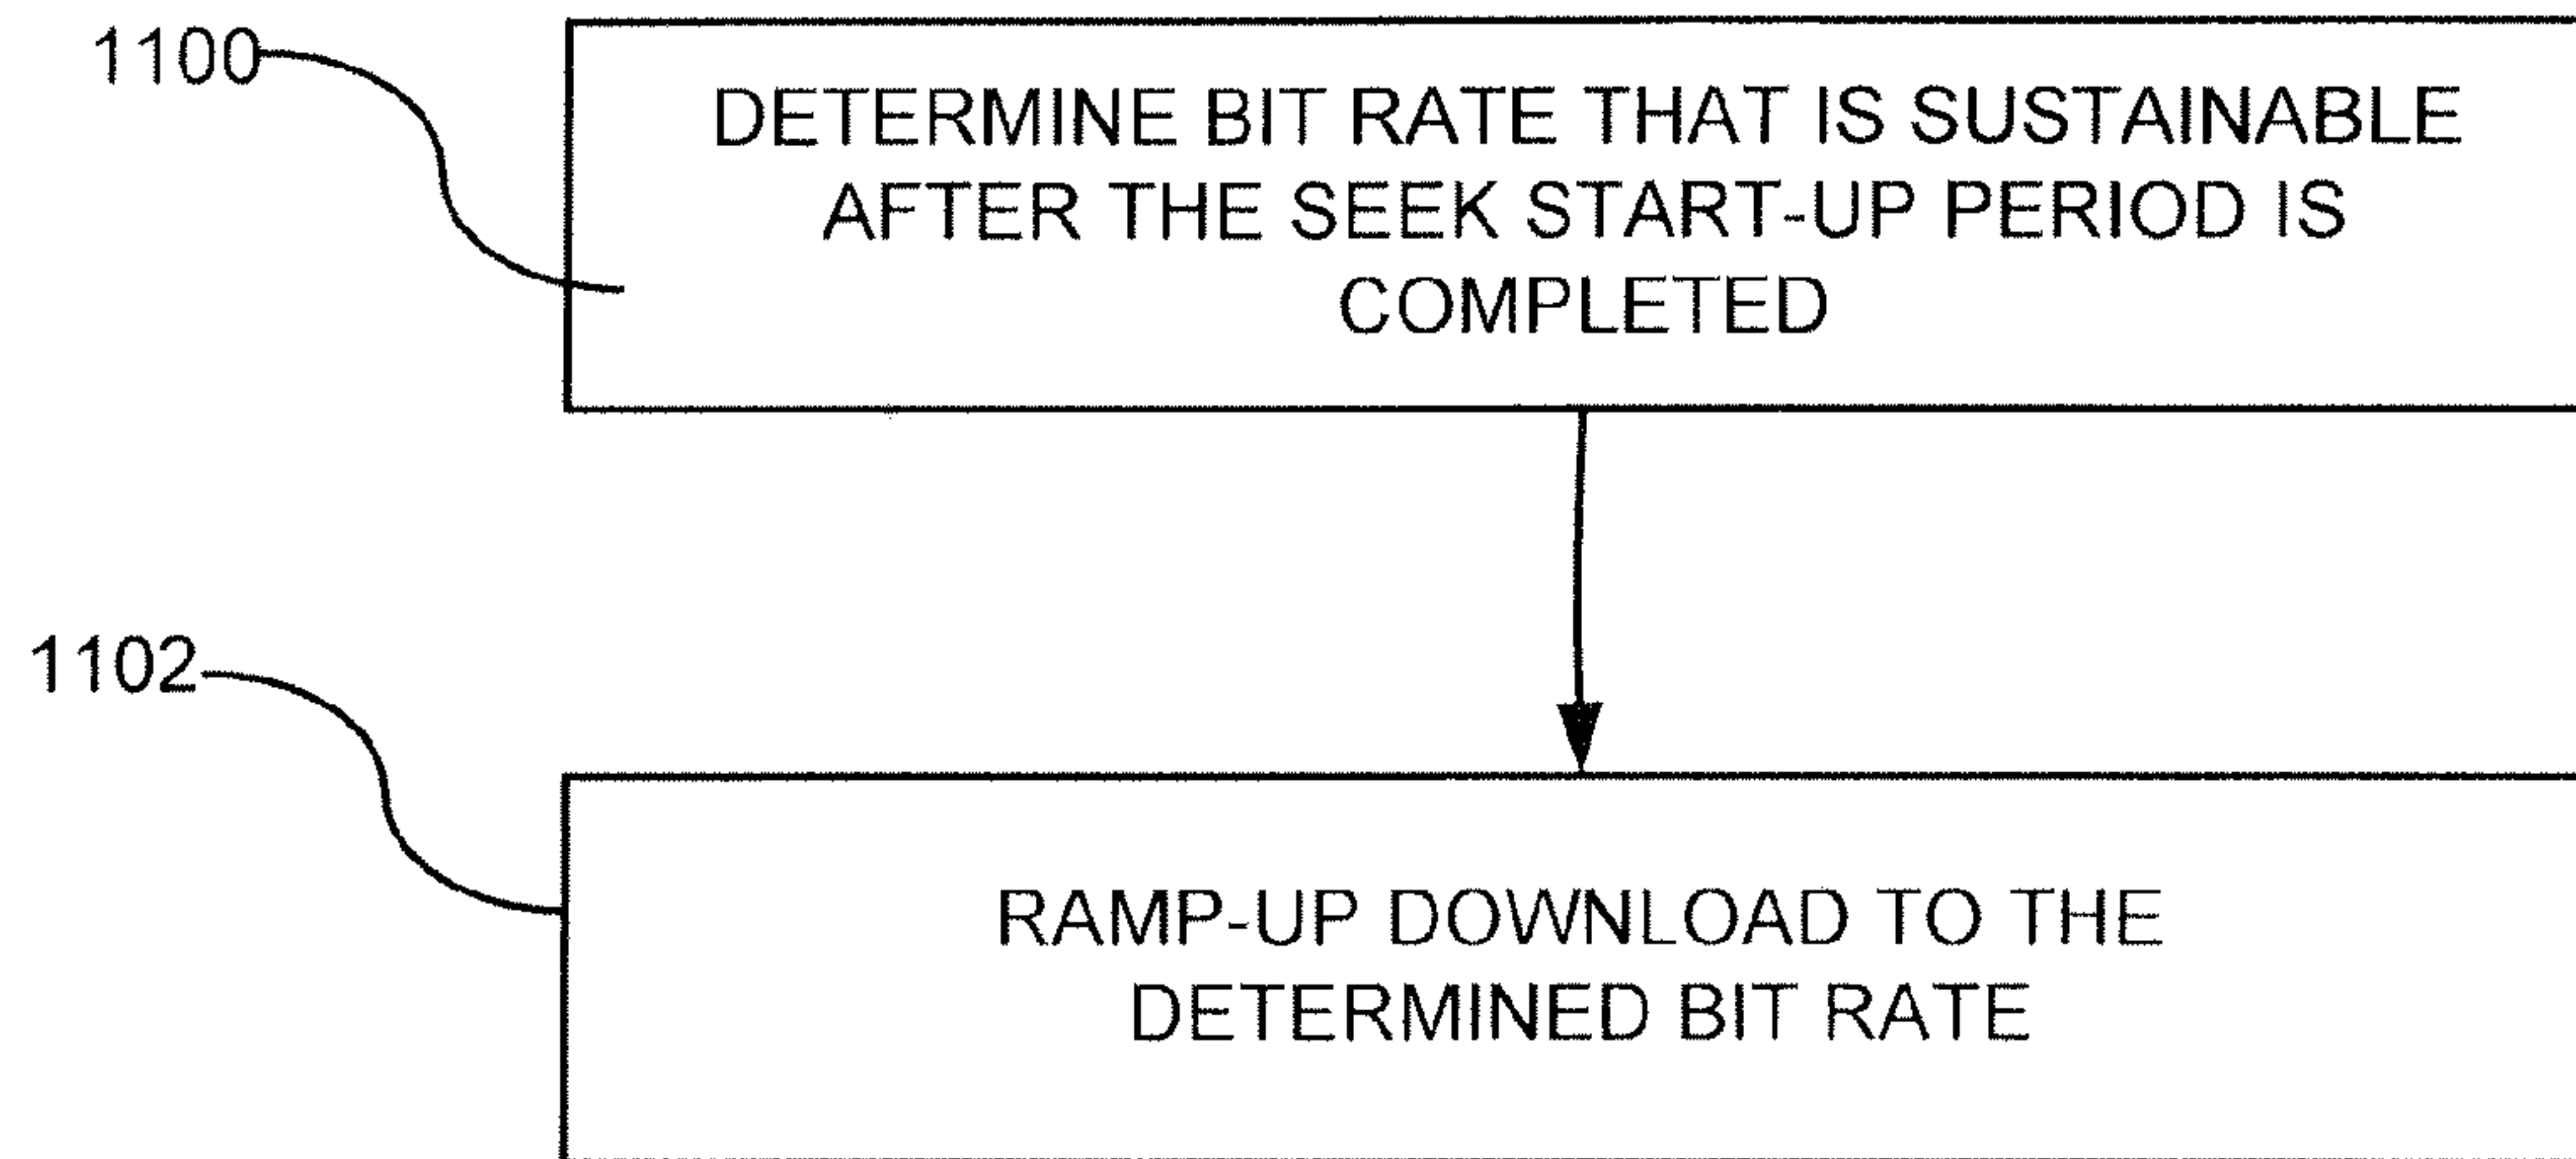 1100
DETERMINE BIT RATE THAT IS SUSTAINABLE
AFTER THE SEEK START-UP PERIOD IS
COMPLETED
1102
RAMP-UP DOWNLOAD TO THE
DETERMINED BIT RATE